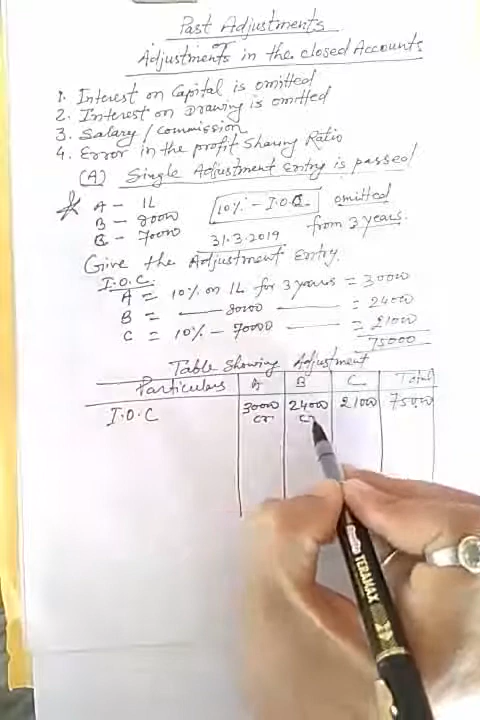 Past Adjustments
Adjustments in the closed Accounts
1. Interest on Capital is omitted
2. Interest on Drawing is omitted
3. Salary/commission
4. Error in the profit Sharing Ratio
(A) Single Adjustment Entry is passed
A - 1L
B - 80000
C - 70000
10% - I.O.C. omitted
31.3.2019 from 3 years.
Give the Adjustment Entry.
I.O.C.
A = 10% on 1L for 3 years = 30000
B = —— 80000 —— = 24000
C = 10% - 70000 —— = 21000
75000
Table Showing Adjustment
Particulars A B C Total
I.O.C 30000 24000 21000 75000
cr cr
TERAMAX